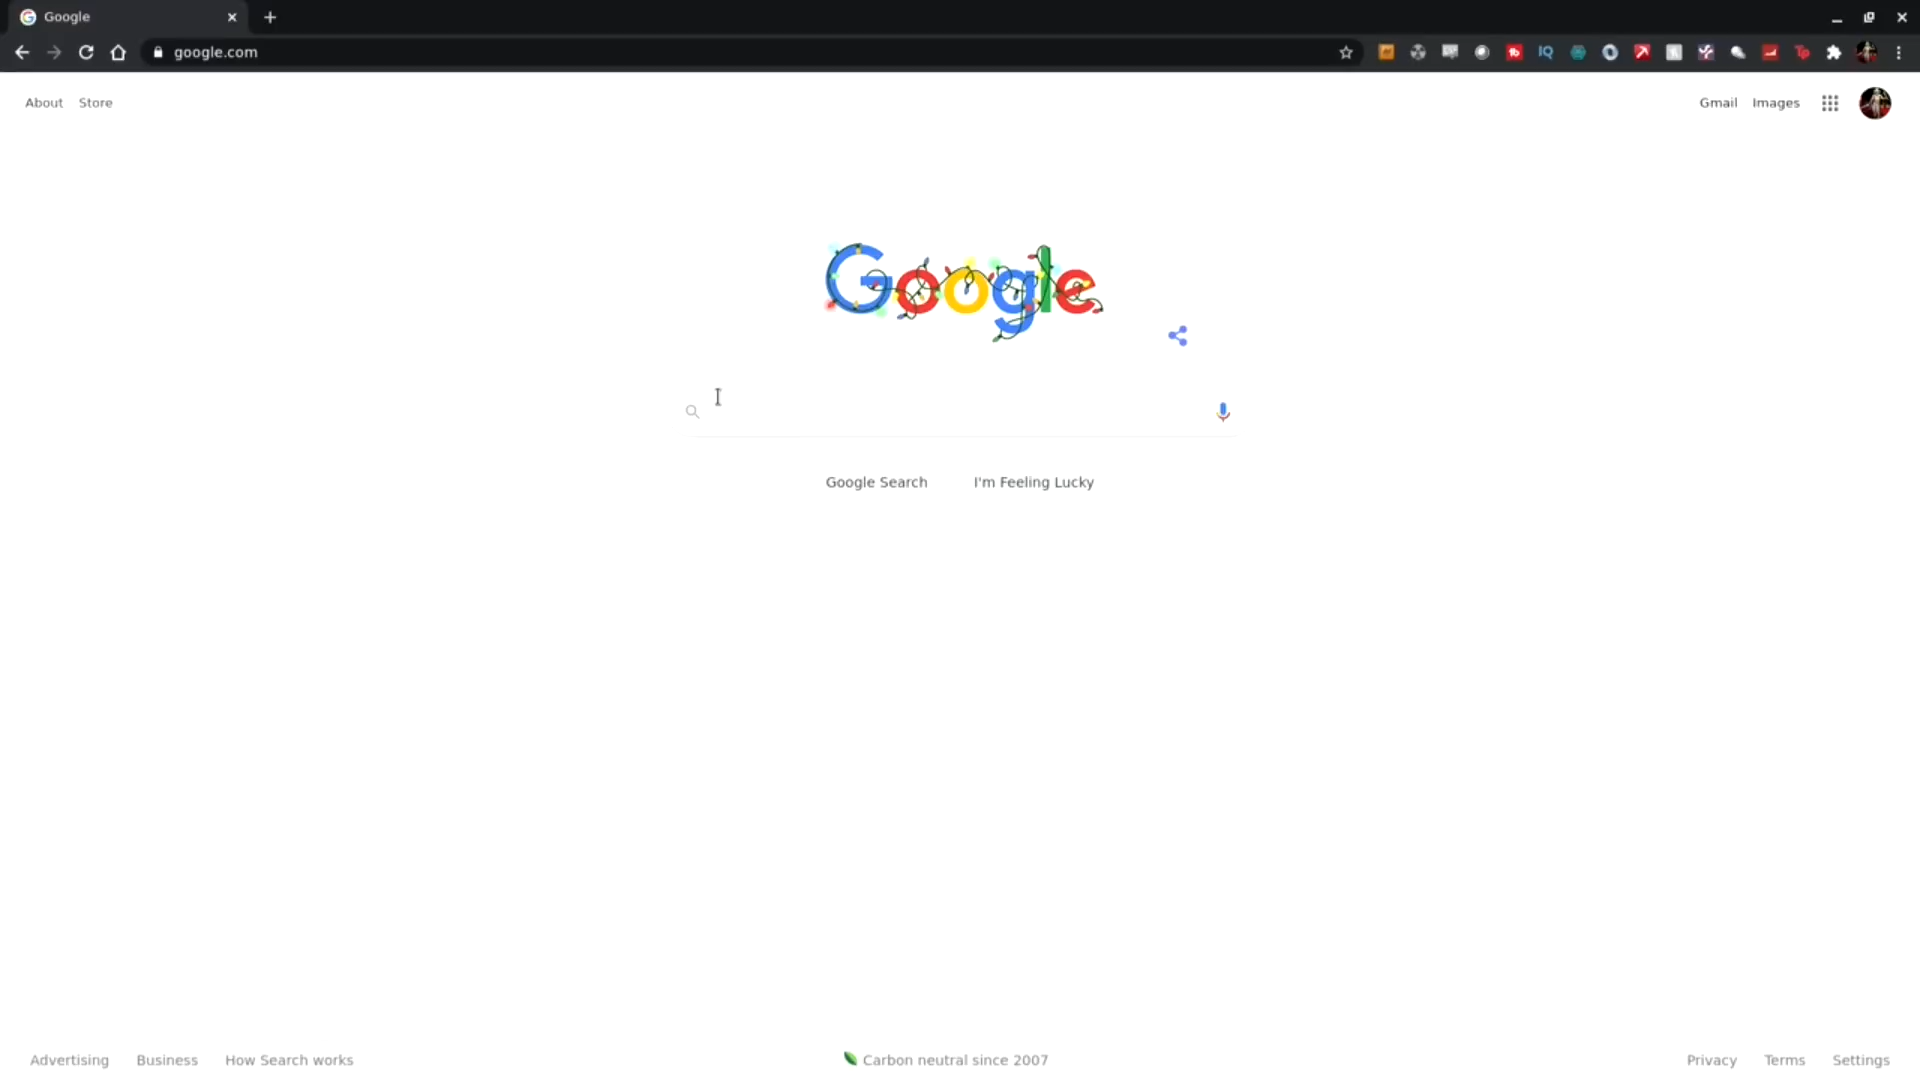 Google
google.com
About Store
Gmail Images
Google
Google Search I'm Feeling Lucky
Advertising Business How Search works
Carbon neutral since 2007
Privacy Terms Settings